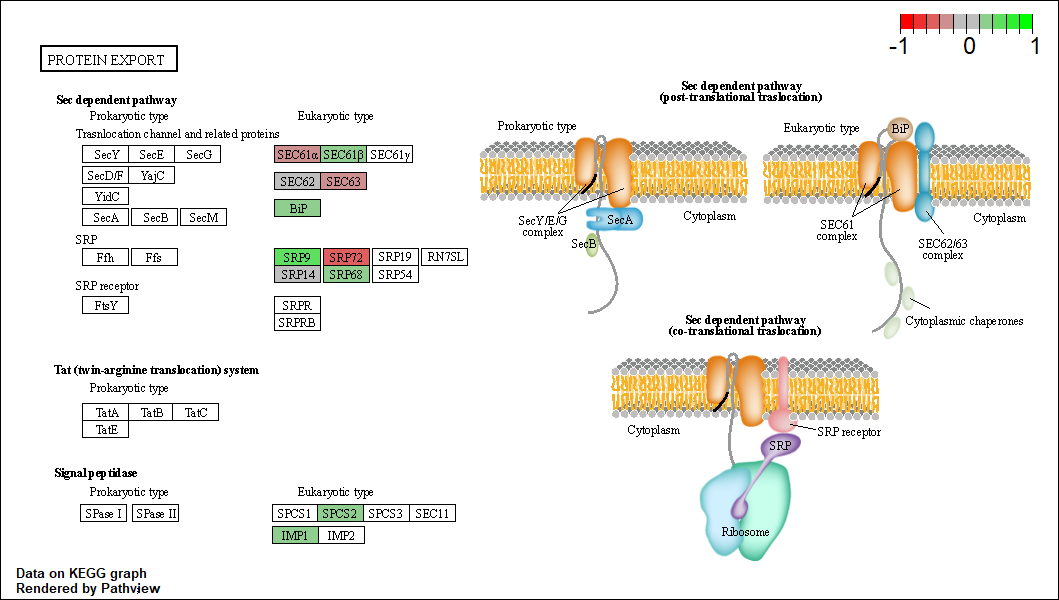 -1 0 1
PROTEIN EXPORT
Sec dependent pathway
Prokaryotic type
Eukaryotic type
Trasnlocation channel and related proteins
SecY SecE SecG
SEC61α SEC61β SEC61γ
SecD/F YajC
SEC62 SEC63
YidC
BiP
SecA SecB SecM
SRP
Ffh Ffs
SRP9 SRP72 SRP19 RN7SL
SRP14 SRP68 SRP54
SRP receptor
FtsY
SRPR
SRPRB
Tat (twin-arginine translocation) system
Prokaryotic type
TatA TatB TatC
TatE
Signal peptidase
Prokaryotic type
Eukaryotic type
SPase I SPase II
SPCS1 SPCS2 SPCS3 SEC11
IMP1 IMP2
Sec dependent pathway
(post-translational traslocation)
Prokaryotic type
SecY/E/G
complex
SecA
SecB
Cytoplasm
Eukaryotic type
BiP
SEC61
complex
Cytoplasm
SEC62/63
complex
Cytoplasmic chaperones
Sec dependent pathway
(co-translational traslocation)
Cytoplasm
SRP receptor
SRP
Ribosome
Data on KEGG graph
Rendered by Pathview